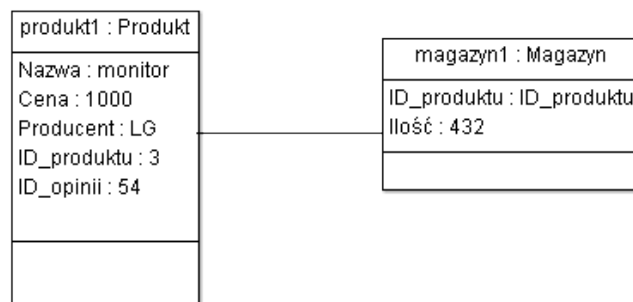 produkt1 : Produkt
Nazwa : monitor
Cena : 1000
Producent : LG
ID_produktu : 3
ID_opinii : 54
magazyn1 : Magazyn
ID_produktu : ID_produktu
Ilość : 432